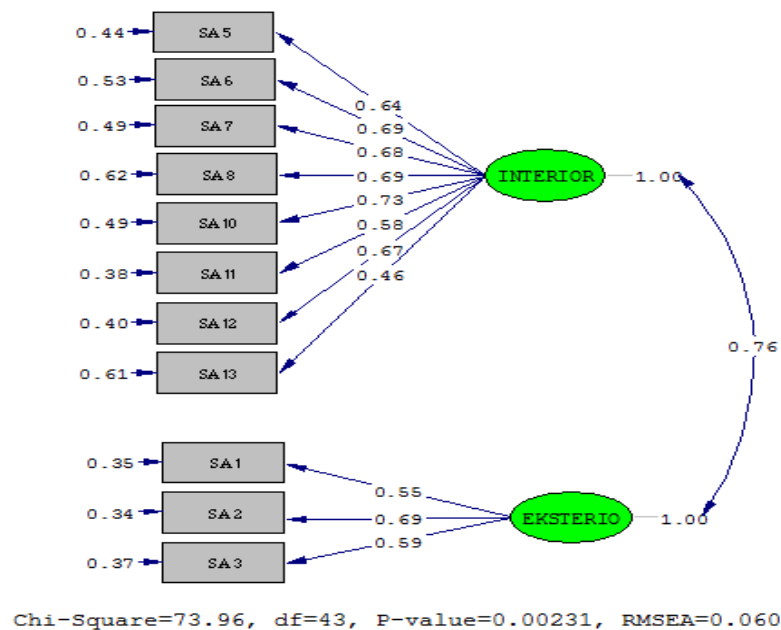 0.44 SA5
0.64
0.53 SA6
0.69
0.49 SA7
0.68
0.62 SA8
0.69
INTERIOR 1.00
0.73
0.49 SA10
0.58
0.67
0.38 SA11
0.46
0.40 SA12
0.76
0.61 SA13
0.35 SA1
0.55
0.34 SA2
0.69
EKSTERIO 1.00
0.59
0.37 SA3
Chi-Square=73.96, df=43, P-value=0.00231, RMSEA=0.060